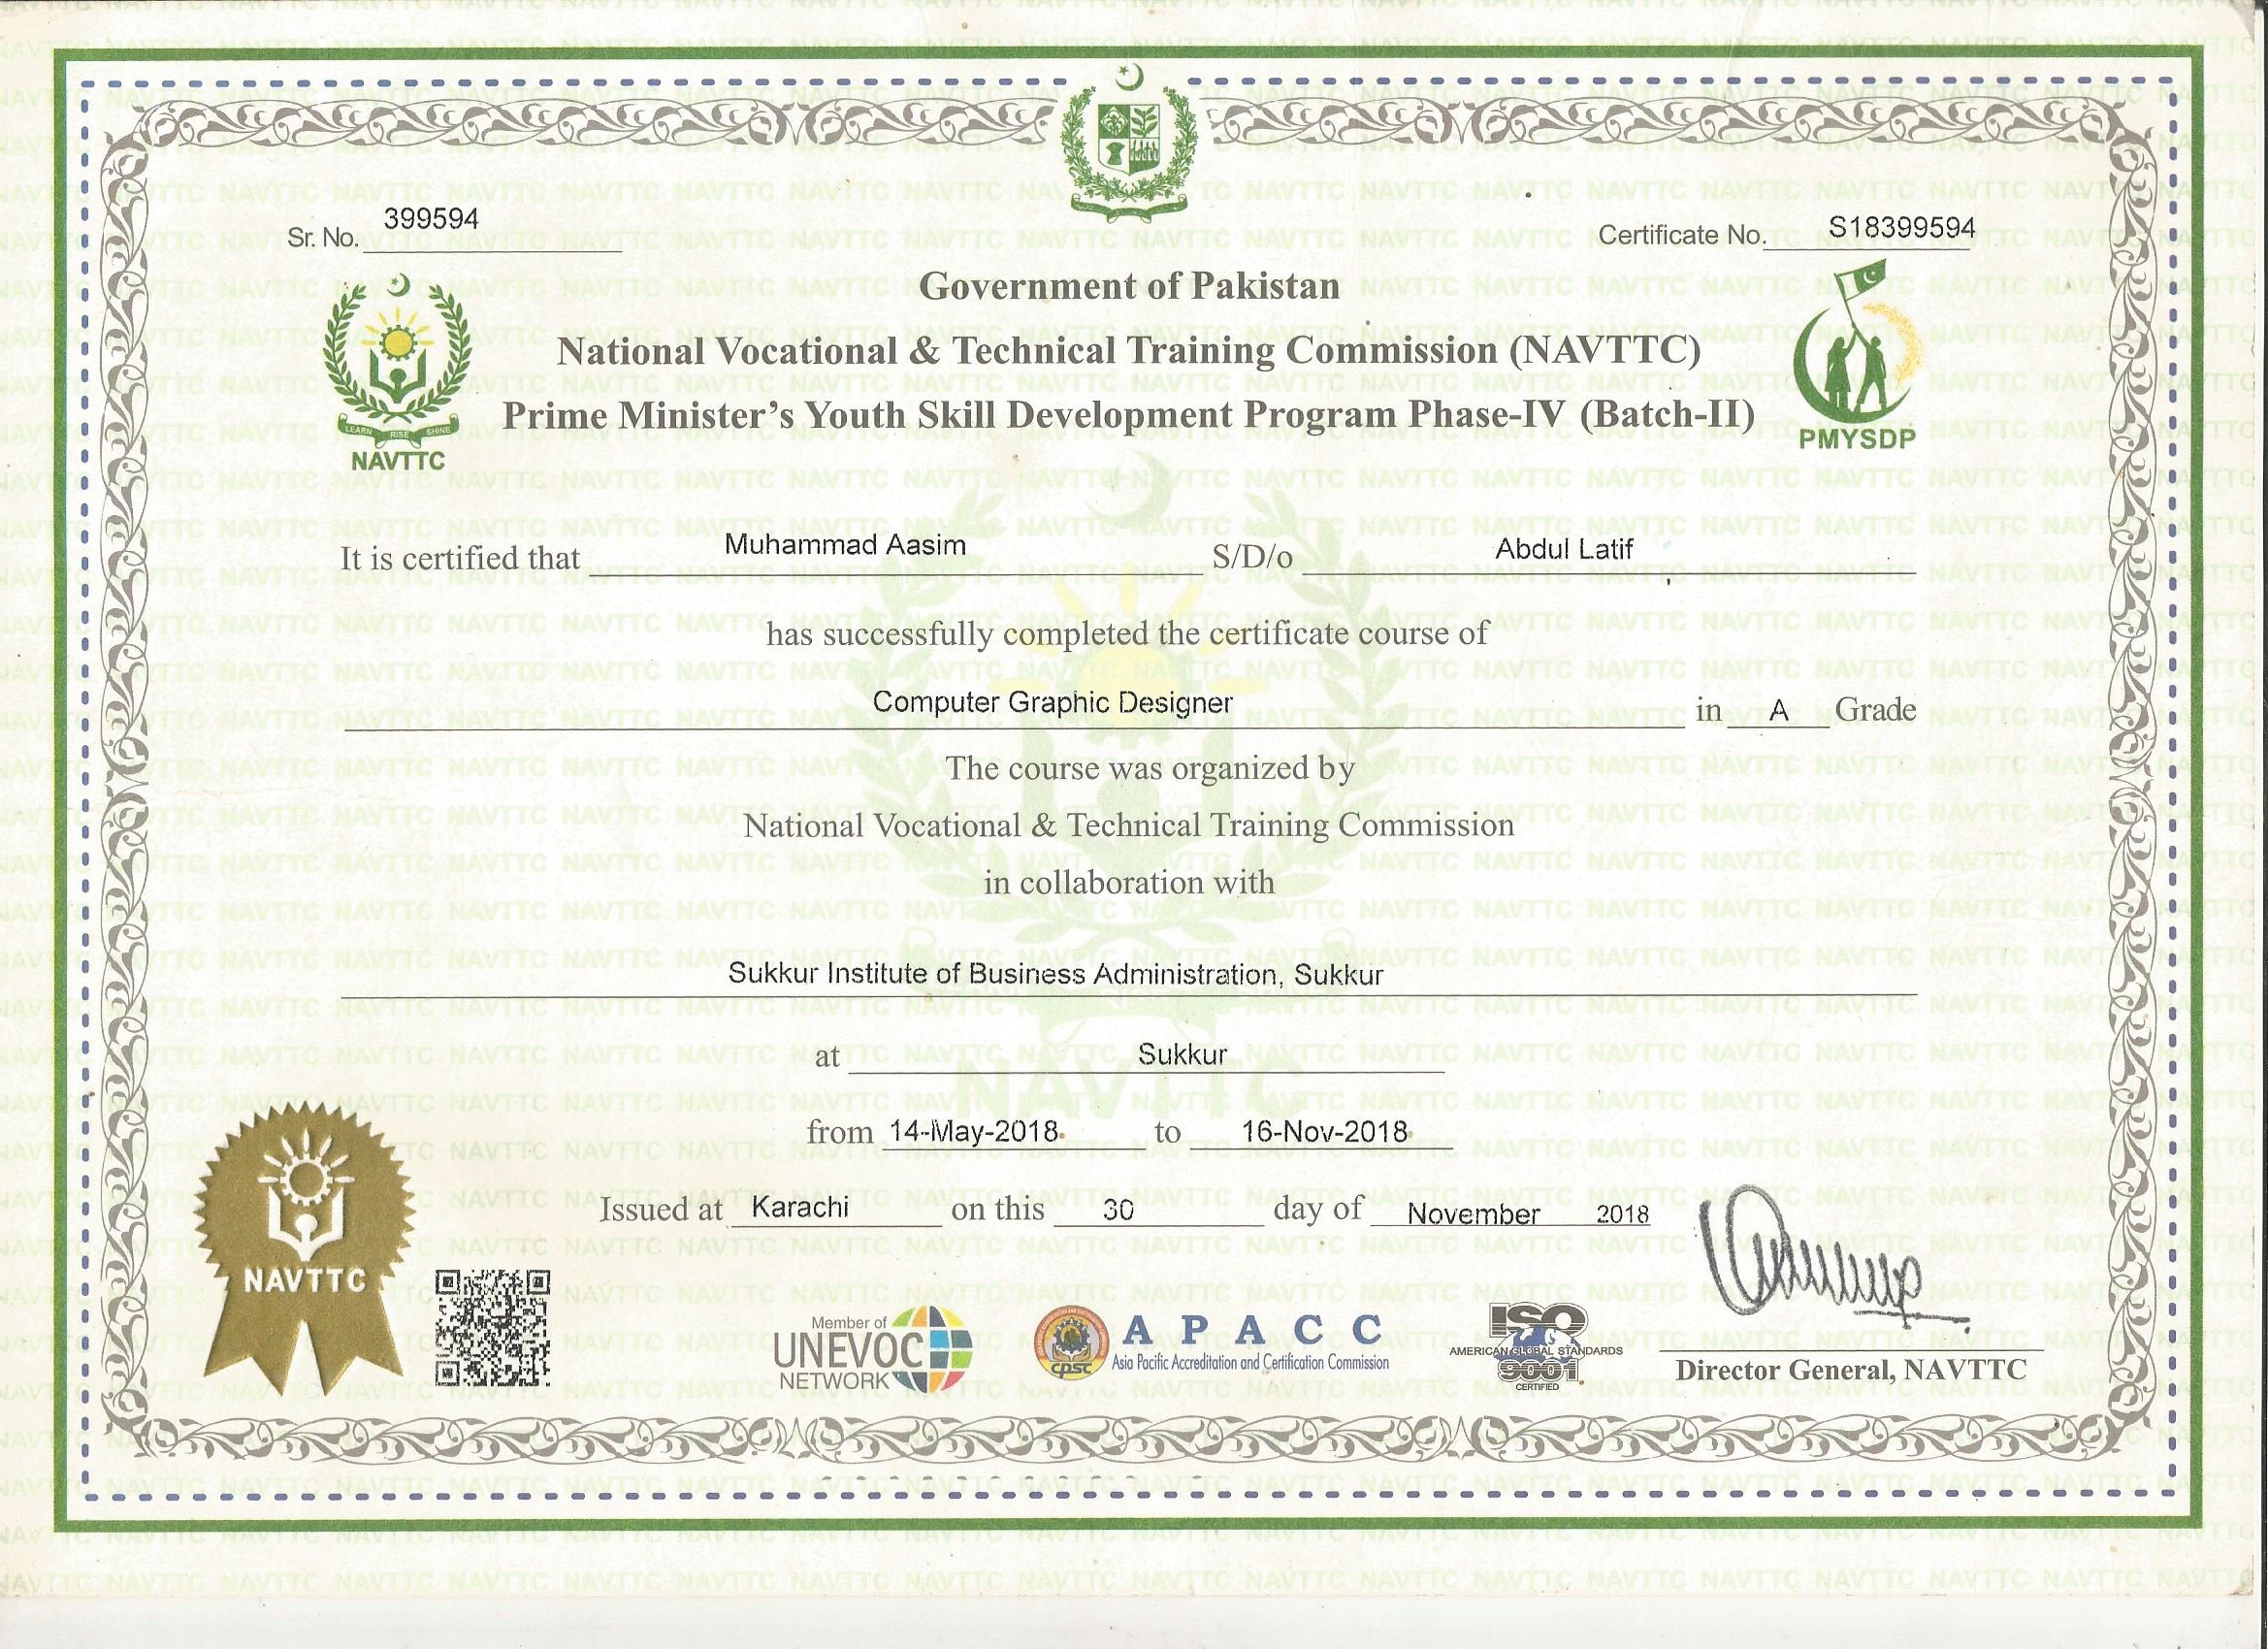 Sr. No. 399594
Certificate No. S18399594
Government of Pakistan
National Vocational & Technical Training Commission (NAVTTC)
Prime Minister's Youth Skill Development Program Phase-IV (Batch-II)
LEARN RISE SHINE
NAVTTC
PMYSDP
It is certified that Muhammad Aasim S/D/o Abdul Latif
has successfully completed the certificate course of
Computer Graphic Designer in A Grade
The course was organized by
National Vocational & Technical Training Commission
in collaboration with
Sukkur Institute of Business Administration, Sukkur
at Sukkur
NAVTTC
from 14-May-2018 to 16-Nov-2018
Issued at Karachi on this 30 day of November 2018
NAVTTC
Member of
UNEVOC
NETWORK
CPSC
APACC
Asia Pacific Accreditation and Certification Commission
ISO
AMERICAN GLOBAL STANDARDS
9001
CERTIFIED
Director General, NAVTTC